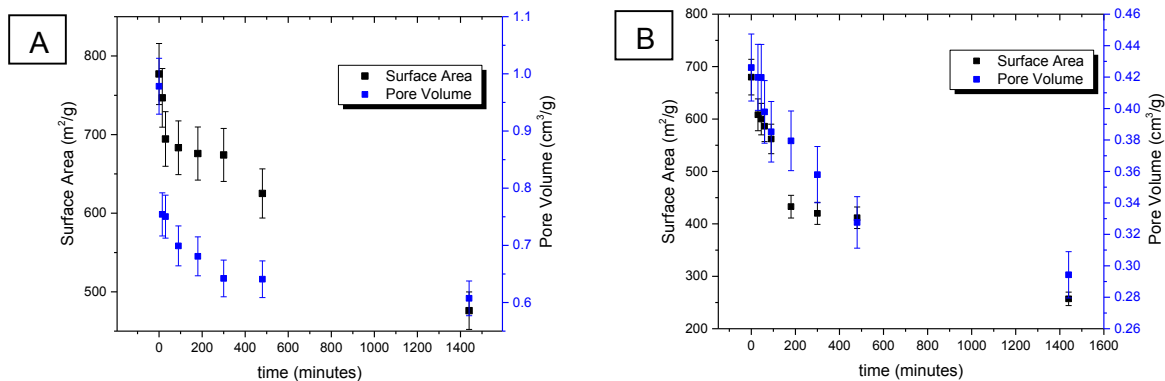 A
800
700
600
500
Surface Area (m²/g)
1.1
1.0
0.9
0.8
0.7
0.6
Pore Volume (cm³/g)
Surface Area
Pore Volume
0 200 400 600 800 1000 1200 1400
time (minutes)
B
800
700
600
500
400
300
200
Surface Area (m²/g)
0.46
0.44
0.42
0.40
0.38
0.36
0.34
0.32
0.30
0.28
0.26
Pore Volume (cm³/g)
Surface Area
Pore Volume
0 200 400 600 800 1000 1200 1400 1600
time (minutes)